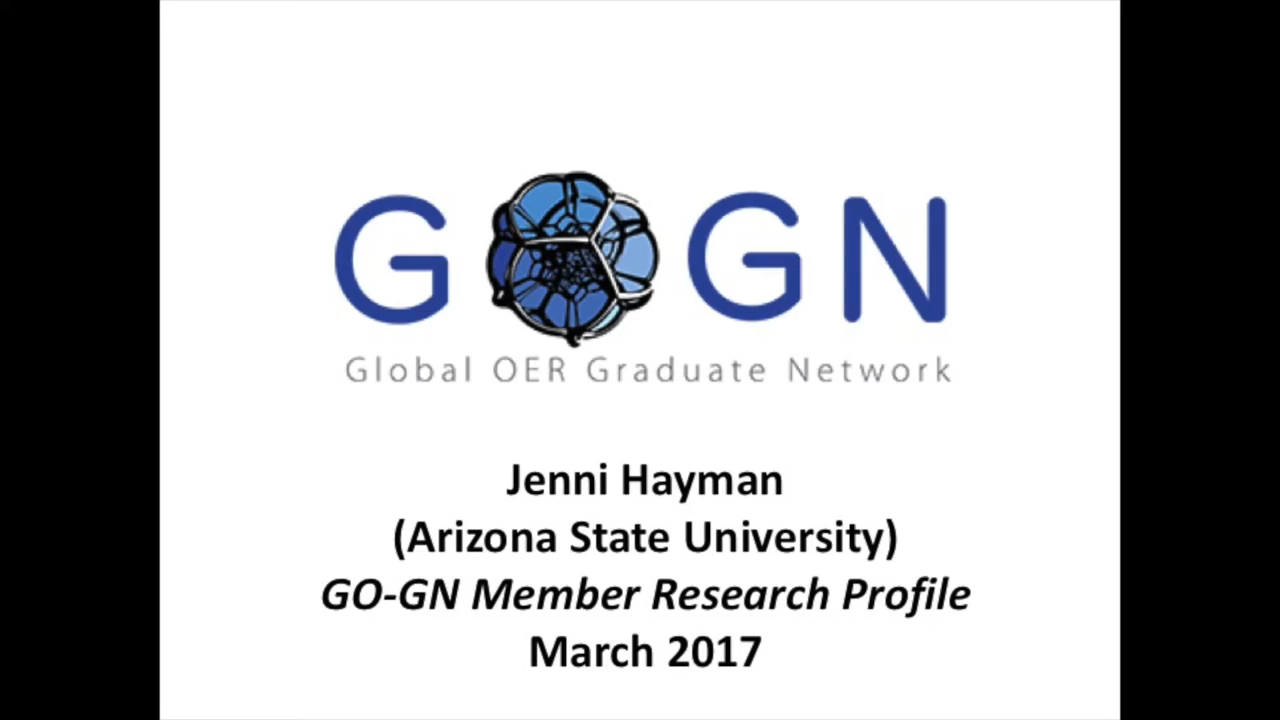 GOGN
Global OER Graduate Network
Jenni Hayman
(Arizona State University)
GO-GN Member Research Profile
March 2017